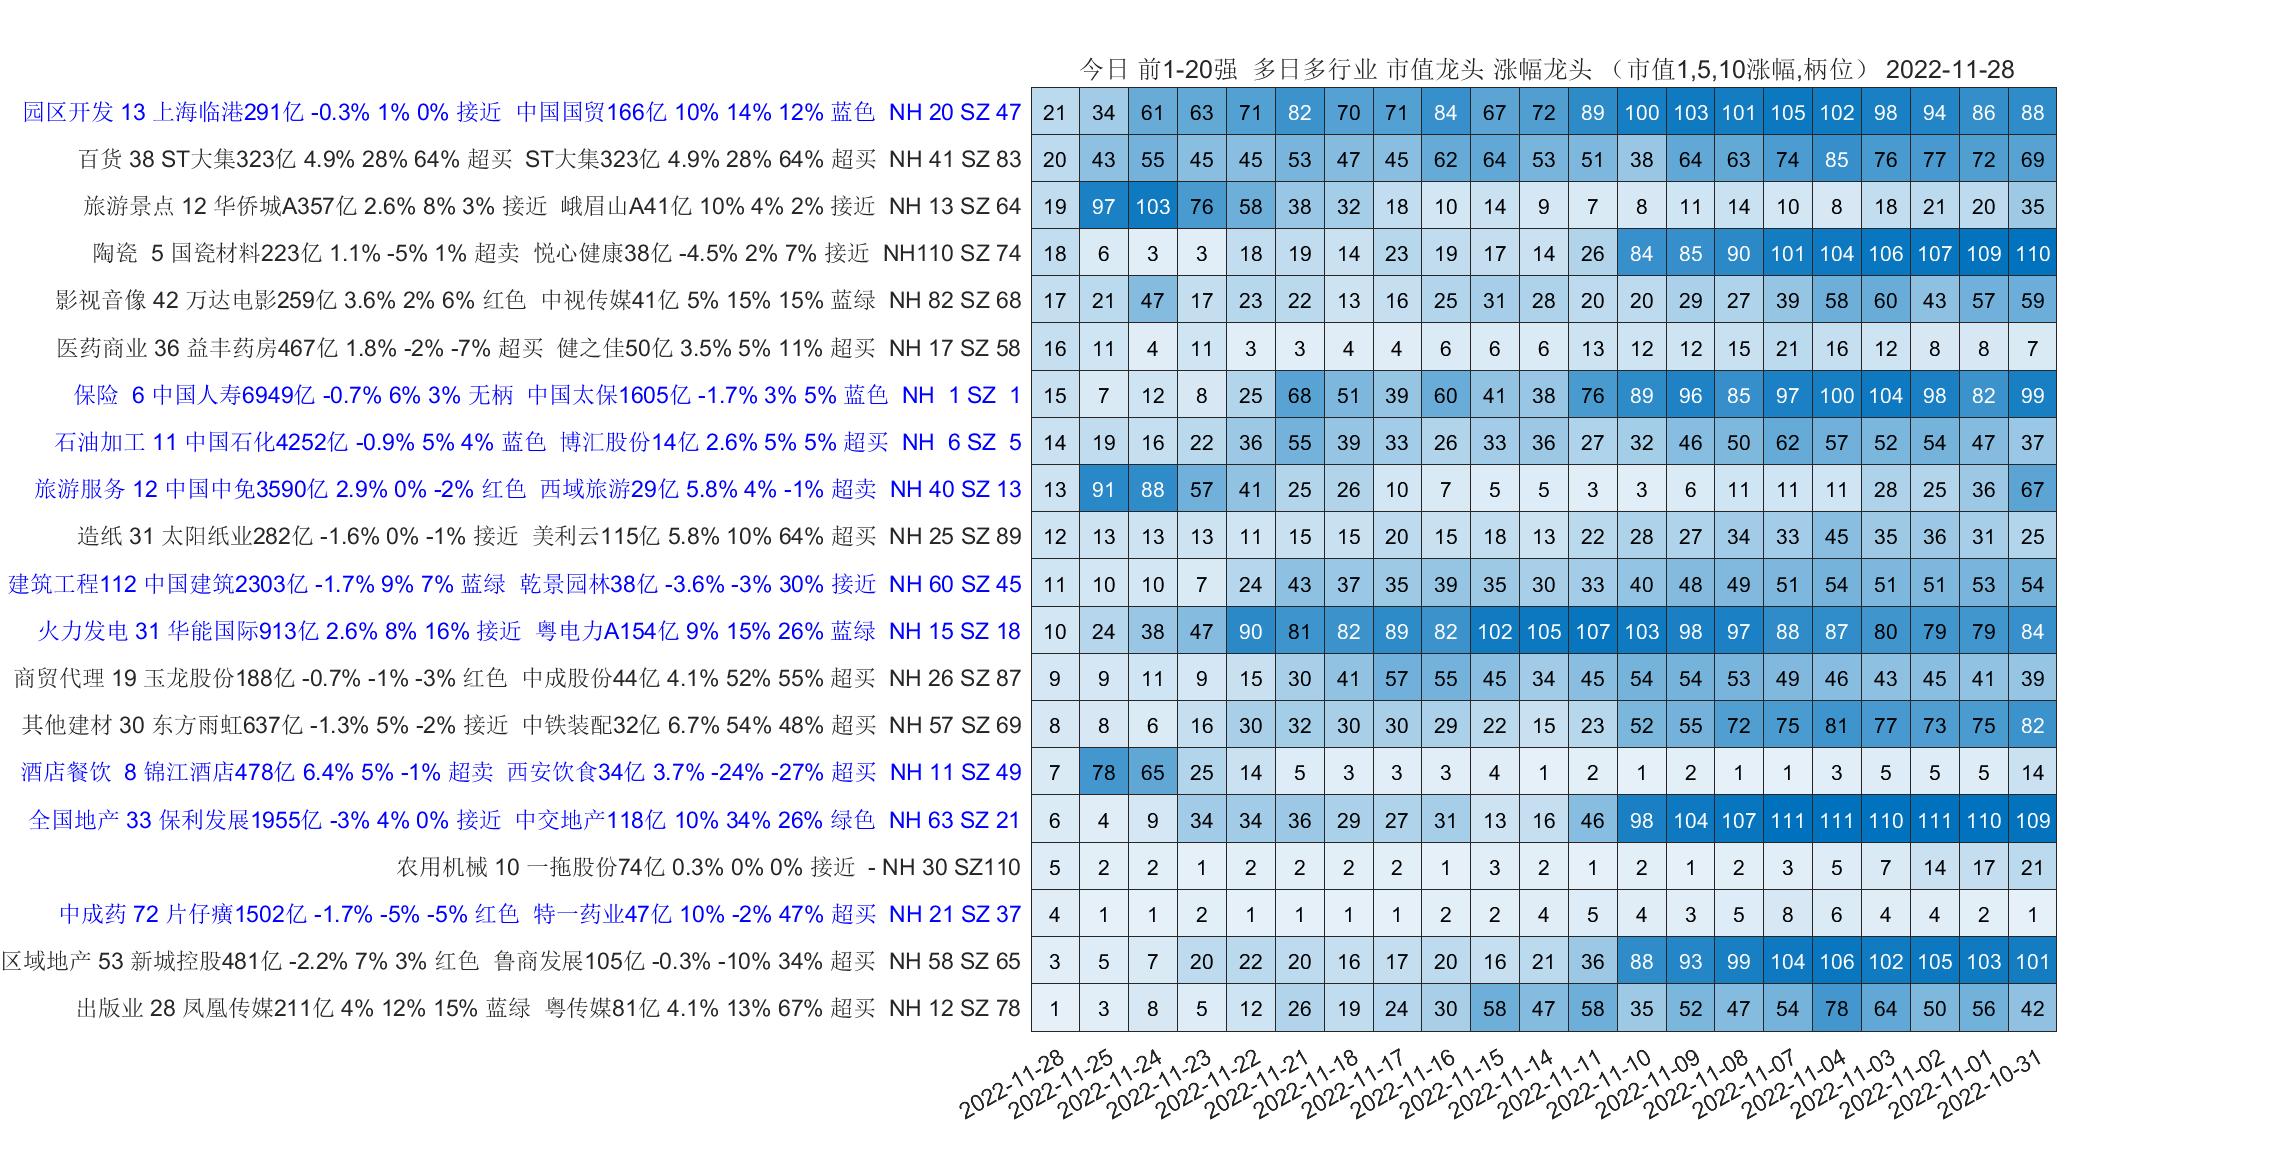 今日 前1-20强 多日多行业 市值龙头 涨幅龙头 （市值1,5,10涨幅,柄位） 2022-11-28
园区开发 13 上海临港291亿 -0.3% 1% 0% 接近 中国国贸166亿 10% 14% 12% 蓝色 NH 20 SZ 47 21 34 61 63 71 82 70 71 84 67 72 89 100 103 101 105 102 98 94 86 88
百货 38 ST大集323亿 4.9% 28% 64% 超买 ST大集323亿 4.9% 28% 64% 超买 NH 41 SZ 83 20 43 55 45 45 53 47 45 62 64 53 51 38 64 63 74 85 76 77 72 69
旅游景点 12 华侨城A357亿 2.6% 8% 3% 接近 峨眉山A41亿 10% 4% 2% 接近 NH 13 SZ 64 19 97 103 76 58 38 32 18 10 14 9 7 8 11 14 10 8 18 21 20 35
陶瓷 5 国瓷材料223亿 1.1% -5% 1% 超卖 悦心健康38亿 -4.5% 2% 7% 接近 NH110 SZ 74 18 6 3 3 18 19 14 23 19 17 14 26 84 85 90 101 104 106 107 109 110
影视音像 42 万达电影259亿 3.6% 2% 6% 红色 中视传媒41亿 5% 15% 15% 蓝绿 NH 82 SZ 68 17 21 47 17 23 22 13 16 25 31 28 20 20 29 27 39 58 60 43 57 59
医药商业 36 益丰药房467亿 1.8% -2% -7% 超买 健之佳50亿 3.5% 5% 11% 超买 NH 17 SZ 58 16 11 4 11 3 3 4 4 6 6 6 13 12 12 15 21 16 12 8 8 7
保险 6 中国人寿6949亿 -0.7% 6% 3% 无柄 中国太保1605亿 -1.7% 3% 5% 蓝色 NH 1 SZ 1 15 7 12 8 25 68 51 39 60 41 38 76 89 96 85 97 100 104 98 82 99
石油加工 11 中国石化4252亿 -0.9% 5% 4% 蓝色 博汇股份14亿 2.6% 5% 5% 超买 NH 6 SZ 5 14 19 16 22 36 55 39 33 26 33 36 27 32 46 50 62 57 52 54 47 37
旅游服务 12 中国中免3590亿 2.9% 0% -2% 红色 西域旅游29亿 5.8% 4% -1% 超卖 NH 40 SZ 13 13 91 88 57 41 25 26 10 7 5 5 3 3 6 11 11 11 28 25 36 67
造纸 31 太阳纸业282亿 -1.6% 0% -1% 接近 美利云115亿 5.8% 10% 64% 超买 NH 25 SZ 89 12 13 13 13 11 15 15 20 15 18 13 22 28 27 34 33 45 35 36 31 25
建筑工程112 中国建筑2303亿 -1.7% 9% 7% 蓝绿 乾景园林38亿 -3.6% -3% 30% 接近 NH 60 SZ 45 11 10 10 7 24 43 37 35 39 35 30 33 40 48 49 51 54 51 51 53 54
火力发电 31 华能国际913亿 2.6% 8% 16% 接近 粤电力A154亿 9% 15% 26% 蓝绿 NH 15 SZ 18 10 24 38 47 90 81 82 89 82 102 105 107 103 98 97 88 87 80 79 79 84
商贸代理 19 玉龙股份188亿 -0.7% -1% -3% 红色 中成股份44亿 4.1% 52% 55% 超买 NH 26 SZ 87 9 9 11 9 15 30 41 57 55 45 34 45 54 54 53 49 46 43 45 41 39
其他建材 30 东方雨虹637亿 -1.3% 5% -2% 接近 中铁装配32亿 6.7% 54% 48% 超买 NH 57 SZ 69 8 8 6 16 30 32 30 30 29 22 15 23 52 55 72 75 81 77 73 75 82
酒店餐饮 8 锦江酒店478亿 6.4% 5% -1% 超卖 西安饮食34亿 3.7% -24% -27% 超买 NH 11 SZ 49 7 78 65 25 14 5 3 3 3 4 1 2 1 2 1 1 3 5 5 5 14
全国地产 33 保利发展1955亿 -3% 4% 0% 接近 中交地产118亿 10% 34% 26% 绿色 NH 63 SZ 21 6 4 9 34 34 36 29 27 31 13 16 46 98 104 107 111 111 110 111 110 109
农用机械 10 一拖股份74亿 0.3% 0% 0% 接近 - NH 30 SZ110 5 2 2 1 2 2 2 2 1 3 2 1 2 1 2 3 5 7 14 17 21
中成药 72 片仔癀1502亿 -1.7% -5% -5% 红色 特一药业47亿 10% -2% 47% 超买 NH 21 SZ 37 4 1 1 2 1 1 1 1 2 2 4 5 4 3 5 8 6 4 4 2 1
区域地产 53 新城控股481亿 -2.2% 7% 3% 红色 鲁商发展105亿 -0.3% -10% 34% 超买 NH 58 SZ 65 3 5 7 20 22 20 16 17 20 16 21 36 88 93 99 104 106 102 105 103 101
出版业 28 凤凰传媒211亿 4% 12% 15% 蓝绿 粤传媒81亿 4.1% 13% 67% 超买 NH 12 SZ 78 1 3 8 5 12 26 19 24 30 58 47 58 35 52 47 54 78 64 50 56 42
2022-11-28 2022-11-25 2022-11-24 2022-11-23 2022-11-22 2022-11-21 2022-11-18 2022-11-17 2022-11-16 2022-11-15 2022-11-14 2022-11-11 2022-11-10 2022-11-09 2022-11-08 2022-11-07 2022-11-04 2022-11-03 2022-11-02 2022-11-01 2022-10-31